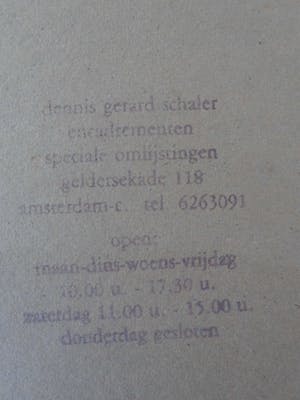 dennis gerard schaler
encadrementen
speciale omlijstingen
geldersekade 118
amsterdam-c. tel. 6263091
open:
maan-dins-woens-vrijdag
10.00 u. - 17.30 u.
zaterdag 11.00 u. - 15.00 u.
donderdag gesloten